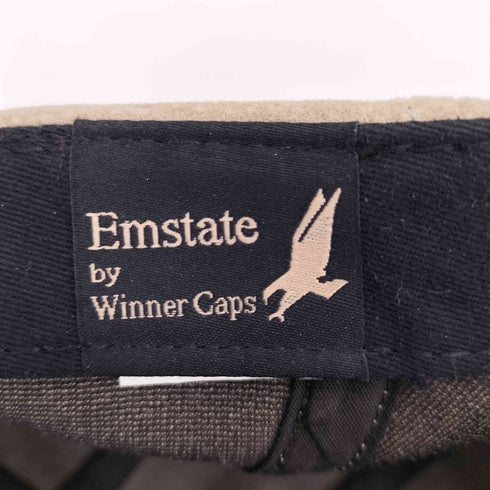 Emstate
by
Winner Caps